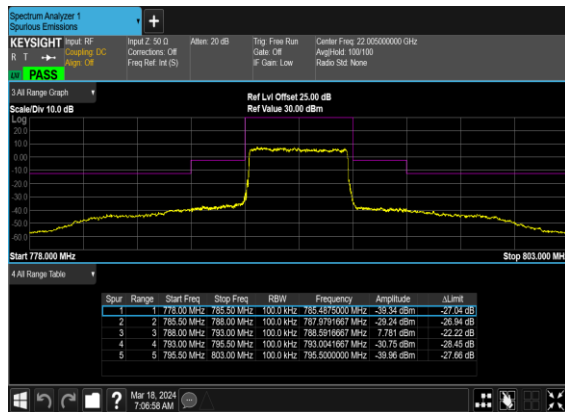 Spectrum Analyzer 1
Spurious Emissions
+
KEYSIGHT Input: RF Input Z: 50 Ω Atten: 20 dB Trig: Free Run Center Freq: 22.005000000 GHz
R T Coupling: DC Corrections: Off Gate: Off Avg|Hold: 100/100
Align: Off Freq Ref: Int (S) IF Gain: Low Radio Std: None
PASS
3 All Range Graph
Ref Lvl Offset 25.00 dB
Scale/Div 10.0 dB Ref Value 30.00 dBm
Log
20.0
10.0
0.00
-10.0
-20.0
-30.0
-40.0
-50.0
-60.0
Start 778.000 MHz Stop 803.000 MH
4 All Range Table
Spur Range Start Freq Stop Freq RBW Frequency Amplitude ΔLimit
1 1 778.00 MHz 785.50 MHz 100.0 kHz 785.4875000 MHz -39.34 dBm -27.04 dB
2 2 785.50 MHz 788.00 MHz 100.0 kHz 787.9791667 MHz -29.24 dBm -26.94 dB
3 3 788.00 MHz 793.00 MHz 100.0 kHz 788.5916667 MHz 7.781 dBm -22.22 dB
4 4 793.00 MHz 795.50 MHz 100.0 kHz 793.0041667 MHz -30.75 dBm -28.45 dB
5 5 795.50 MHz 803.00 MHz 100.0 kHz 795.5000000 MHz -39.96 dBm -27.66 dB
? Mar 18, 2024
7:06:58 AM